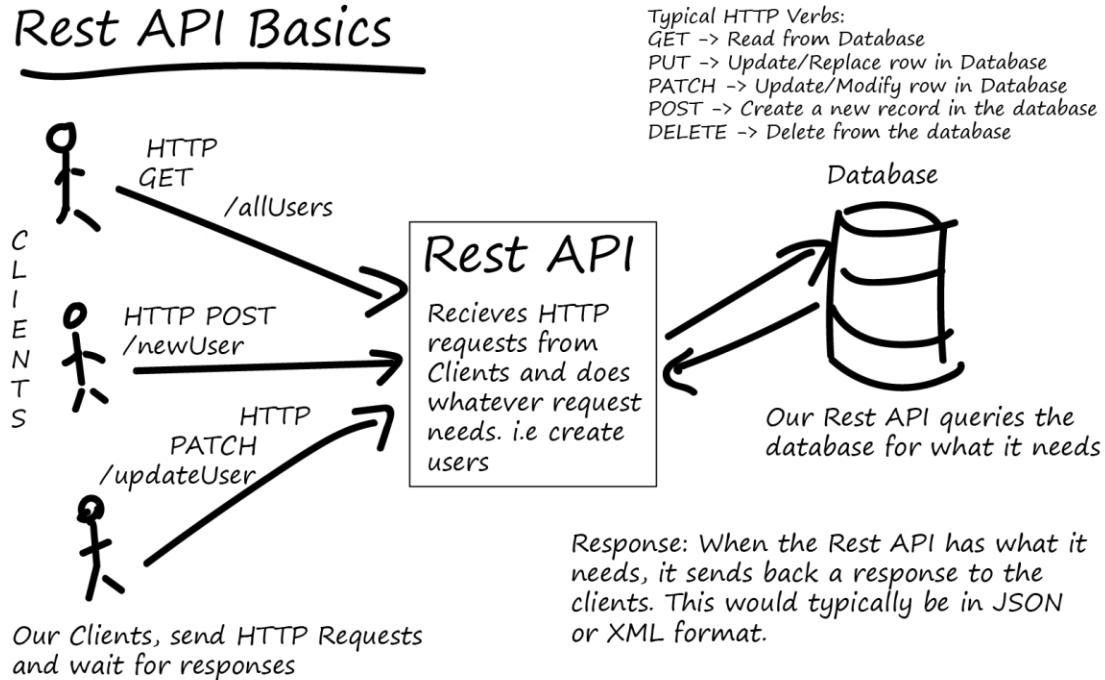 Rest API Basics
Typical HTTP Verbs:
GET -> Read from Database
PUT -> Update/Replace row in Database
PATCH -> Update/Modify row in Database
POST -> Create a new record in the database
DELETE -> Delete from the database
CLIENTS
HTTP
GET
/allUsers
HTTP POST
/newUser
HTTP
PATCH
/updateUser
Our Clients, send HTTP Requests
and wait for responses
Rest API
Recieves HTTP
requests from
Clients and does
whatever request
needs. i.e create
users
Database
Our Rest API queries the
database for what it needs
Response: When the Rest API has what it
needs, it sends back a response to the
clients. This would typically be in JSON
or XML format.